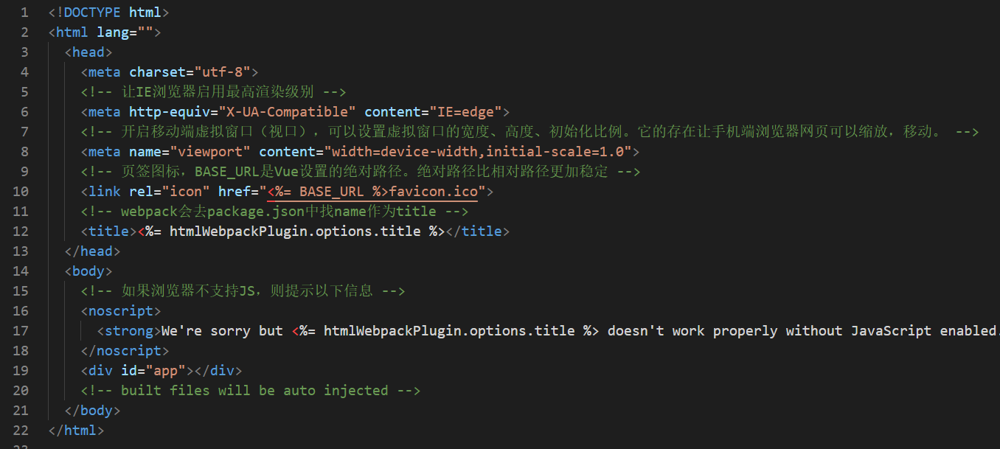 1 <!DOCTYPE html>
2 <html lang="">
3 <head>
4 <meta charset="utf-8">
5 <!-- 让IE浏览器启用最高渲染级别 -->
6 <meta http-equiv="X-UA-Compatible" content="IE=edge">
7 <!-- 开启移动端虚拟窗口（视口），可以设置虚拟窗口的宽度、高度、初始化比例。它的存在让手机端浏览器网页可以缩放，移动。 -->
8 <meta name="viewport" content="width=device-width,initial-scale=1.0">
9 <!-- 页签图标，BASE_URL是Vue设置的绝对路径。绝对路径比相对路径更加稳定 -->
10 <link rel="icon" href="<%= BASE_URL %>favicon.ico">
11 <!-- webpack会去package.json中找name作为title -->
12 <title><%= htmlWebpackPlugin.options.title %></title>
13 </head>
14 <body>
15 <!-- 如果浏览器不支持JS，则提示以下信息 -->
16 <noscript>
17 <strong>We're sorry but <%= htmlWebpackPlugin.options.title %> doesn't work properly without JavaScript enabled.
18 </noscript>
19 <div id="app"></div>
20 <!-- built files will be auto injected -->
21 </body>
22 </html>